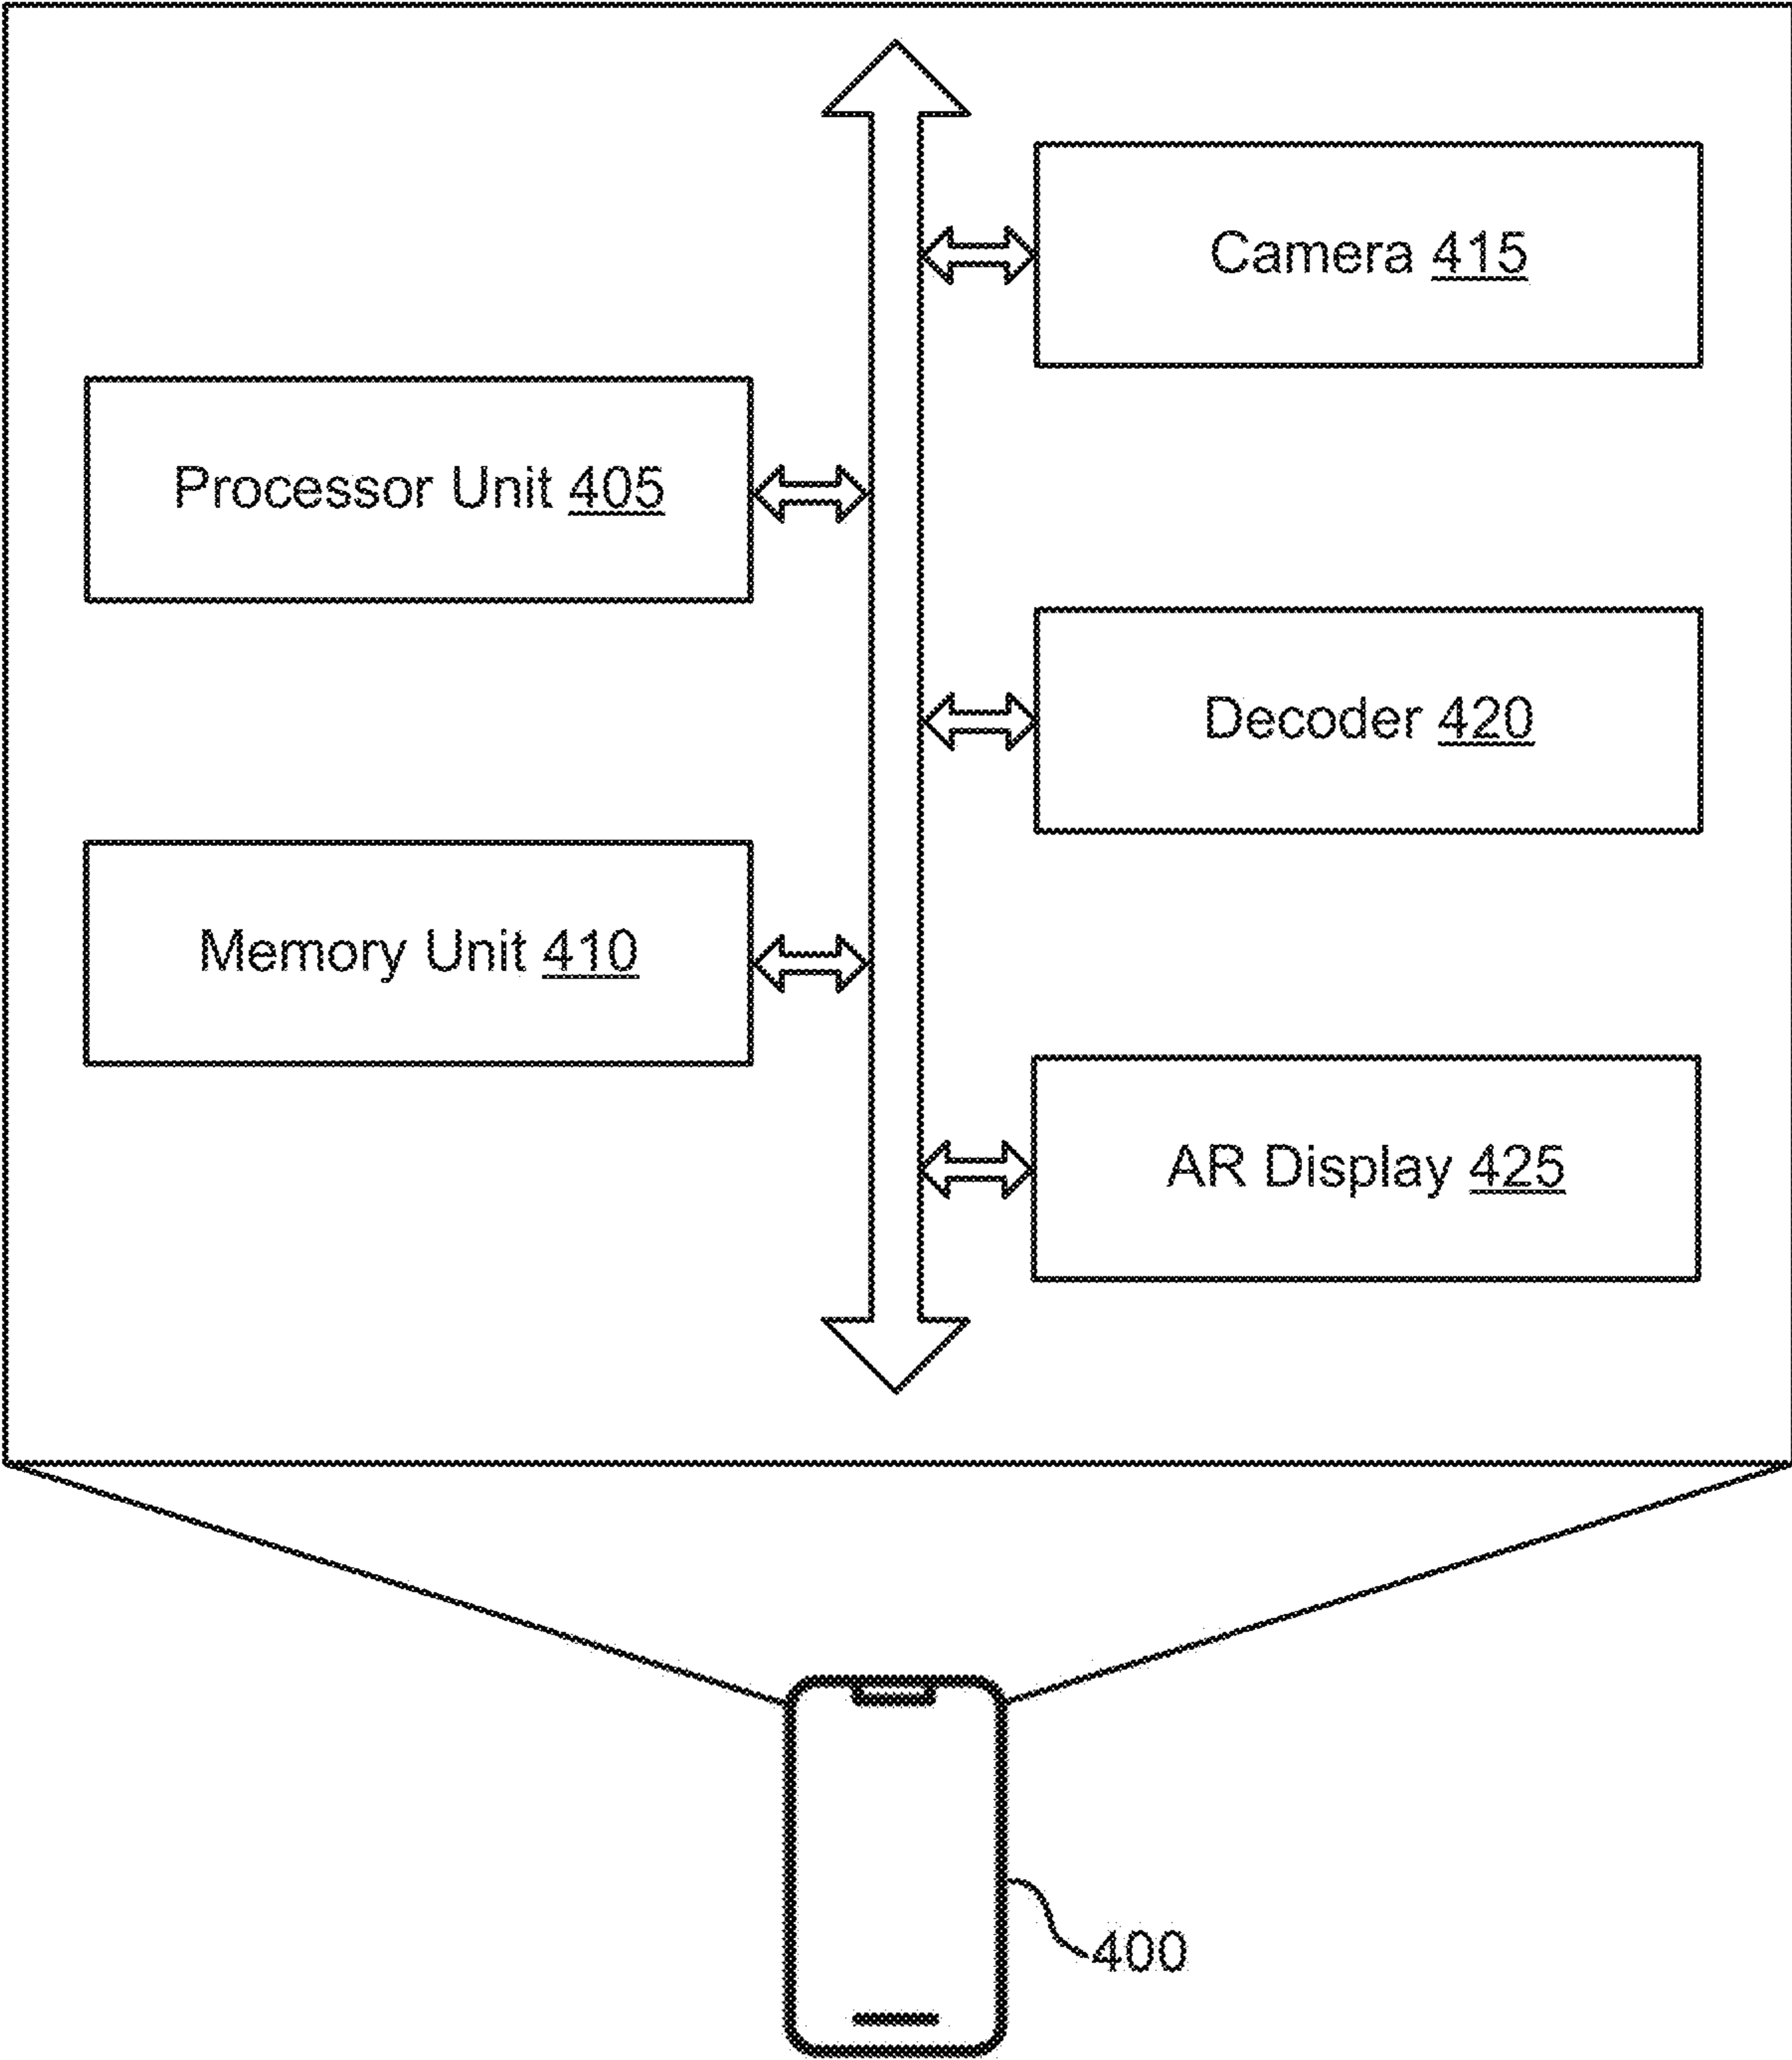 Camera 415
Processor Unit 405
Decoder 420
Memory Unit 410
AR Display 425
400